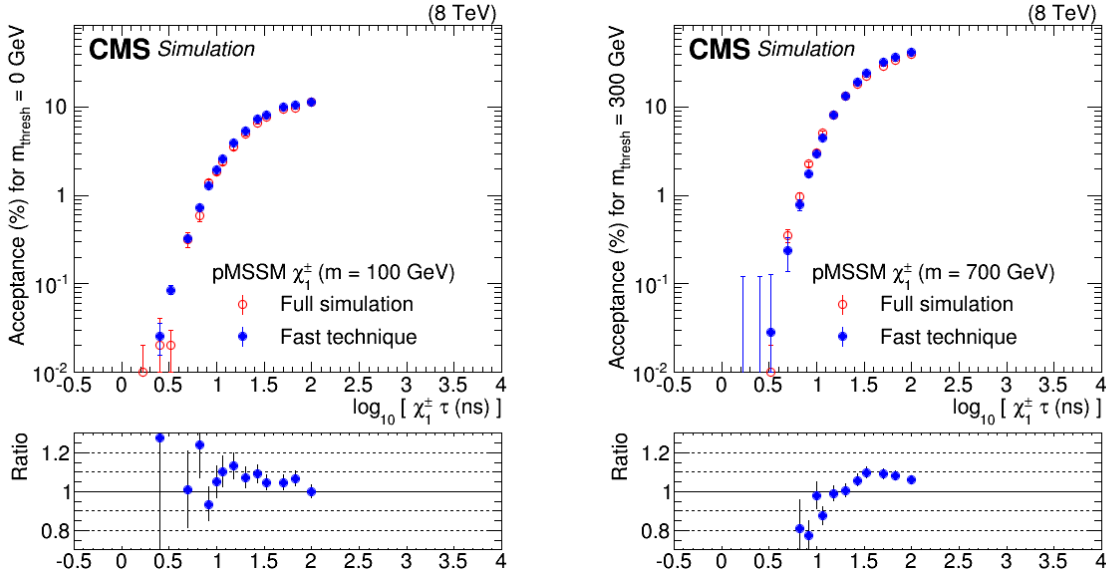 (8 TeV)
CMS Simulation
Acceptance (%) for m_thresh = 0 GeV
10
1
10^-1
10^-2
pMSSM χ_1^± (m = 100 GeV)
Full simulation
Fast technique
-0.5 0 0.5 1 1.5 2 2.5 3 3.5 4
log_10 [ χ_1^± τ (ns) ]
Ratio
1.2
1
0.8
-0.5 0 0.5 1 1.5 2 2.5 3 3.5 4
(8 TeV)
CMS Simulation
Acceptance (%) for m_thresh = 300 GeV
10
1
10^-1
10^-2
pMSSM χ_1^± (m = 700 GeV)
Full simulation
Fast technique
-0.5 0 0.5 1 1.5 2 2.5 3 3.5 4
log_10 [ χ_1^± τ (ns) ]
Ratio
1.2
1
0.8
-0.5 0 0.5 1 1.5 2 2.5 3 3.5 4